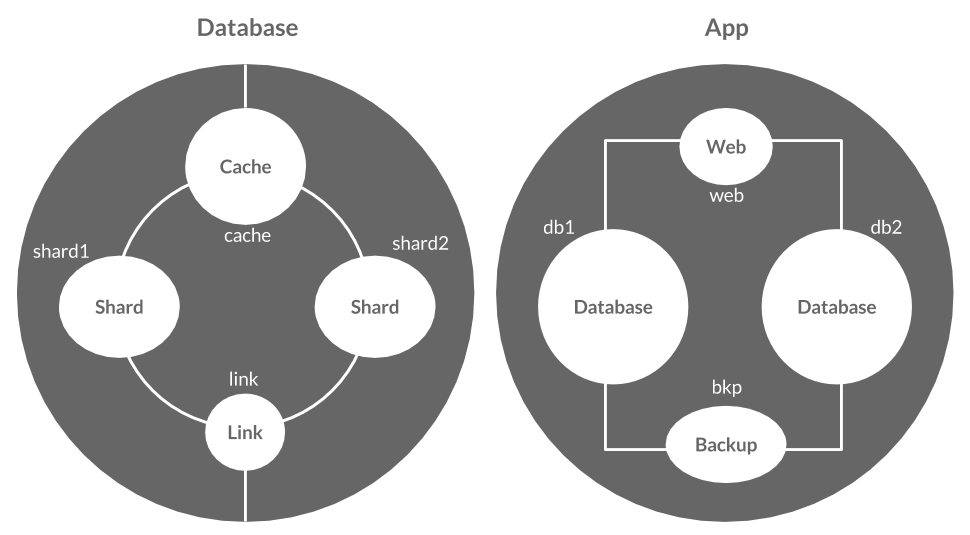 Database
Cache
cache
shard1
shard2
Shard
Shard
link
Link
App
Web
web
db1
db2
Database
Database
bkp
Backup